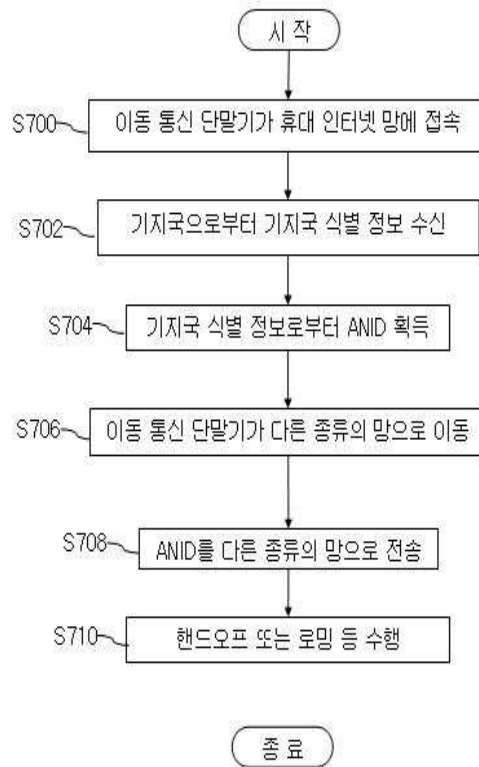 시 작
S700
이동 통신 단말기가 휴대 인터넷 망에 접속
S702
기지국으로부터 기지국 식별 정보 수신
S704
기지국 식별 정보로부터 ANID 획득
S706
이동 통신 단말기가 다른 종류의 망으로 이동
S708
ANID를 다른 종류의 망으로 전송
S710
핸드오프 또는 로밍 등 수행
종 료